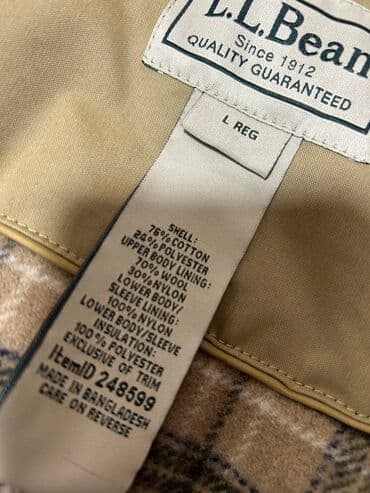 L.L.Bean
Since 1912
QUALITY GUARANTEED
L REG
SHELL:
76% COTTON
24% POLYESTER
UPPER BODY LINING:
70% WOOL
30% NYLON
LOWER BODY/
SLEEVE LINING:
100% NYLON
LOWER BODY/SLEEVE
INSULATION:
100% POLYESTER
EXCLUSIVE OF TRIM
ItemID 248599
MADE IN BANGLADESH
CARE ON REVERSE